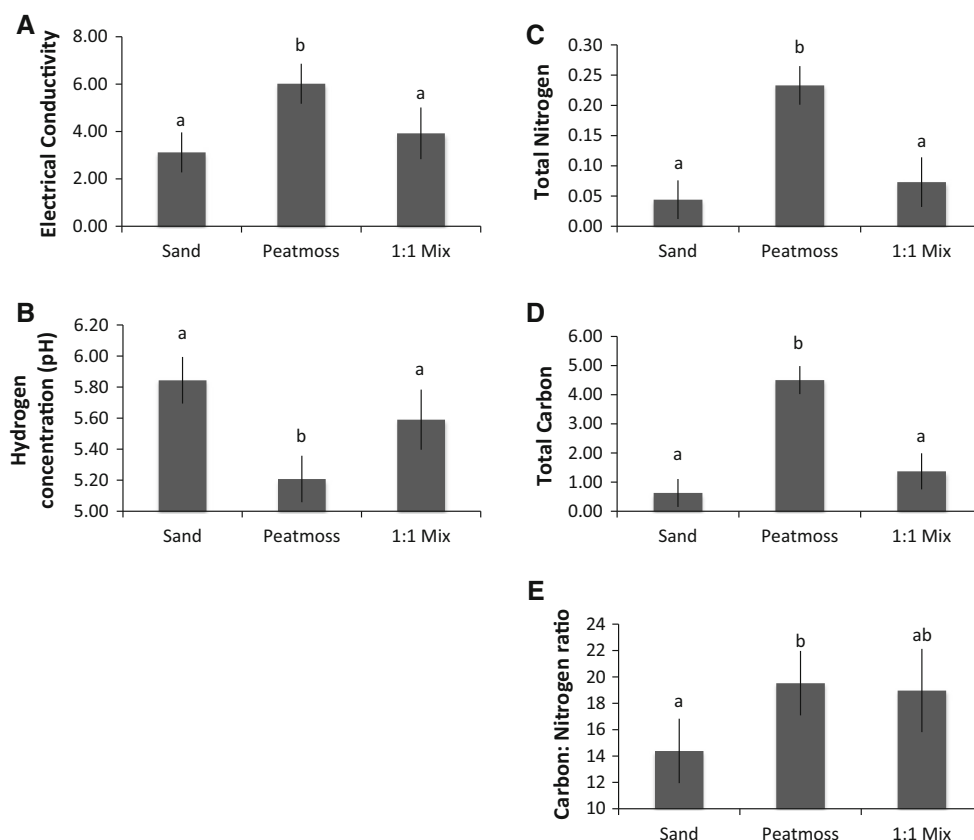 A
Electrical Conductivity
8.00
6.00
4.00
2.00
0.00
a
b
a
Sand Peatmoss 1:1 Mix
B
Hydrogen
concentration (pH)
6.20
6.00
5.80
5.60
5.40
5.20
5.00
a
b
a
Sand Peatmoss 1:1 Mix
C
Total Nitrogen
0.30
0.25
0.20
0.15
0.10
0.05
0.00
a
b
a
Sand Peatmoss 1:1 Mix
D
Total Carbon
6.00
5.00
4.00
3.00
2.00
1.00
0.00
a
b
a
Sand Peatmoss 1:1 Mix
E
Carbon: Nitrogen ratio
24
22
20
18
16
14
12
10
a
b
ab
Sand Peatmoss 1:1 Mix